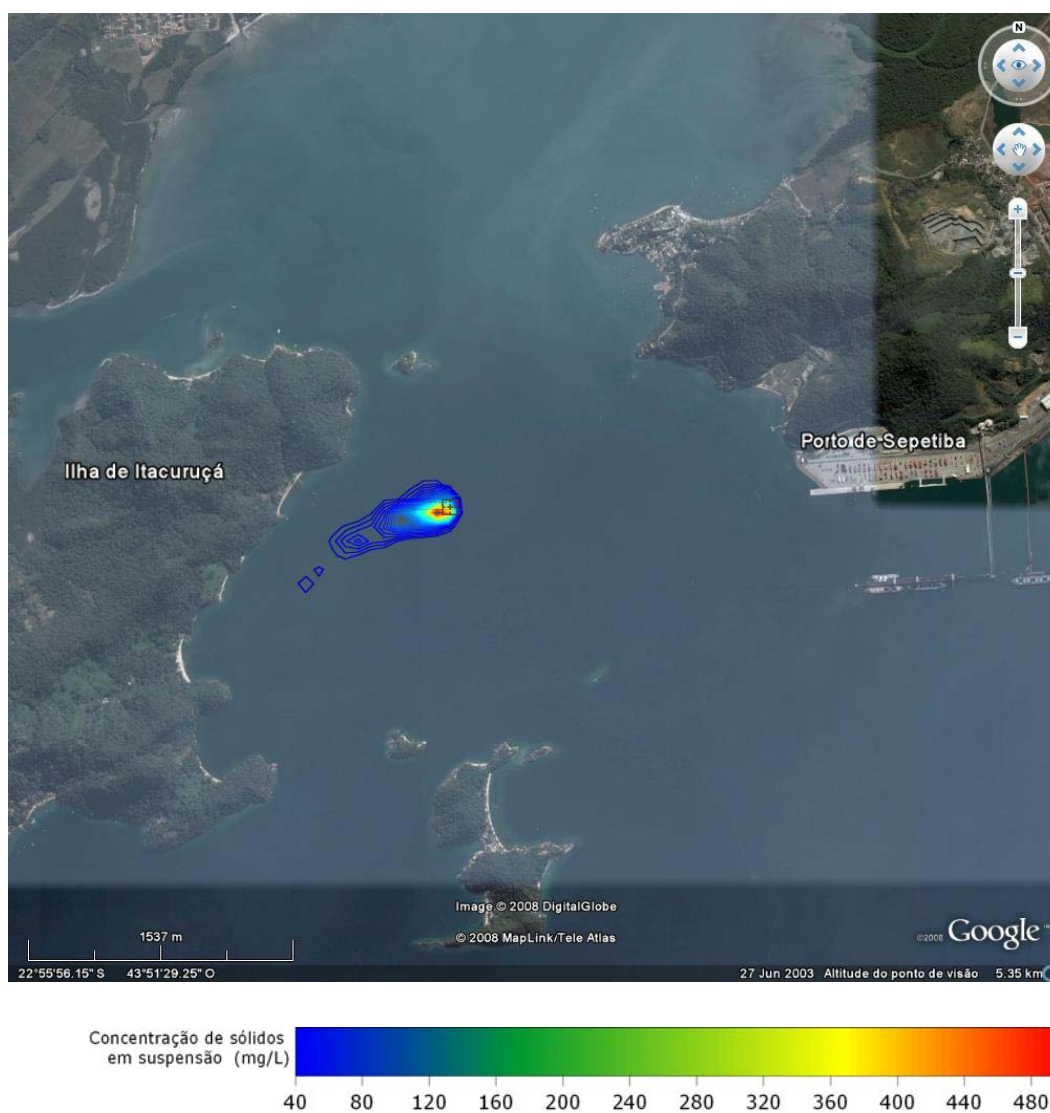 N
Porto de Sepetiba
Ilha de Itacuruçá
Image © 2008 DigitalGlobe
© 2008 MapLink/Tele Atlas
©2008 Google™
1537 m
22°55'56.15" S 43°51'29.25" O
27 Jun 2003 Altitude do ponto de visão 5.35 km
Concentração de sólidos
em suspensão (mg/L)
40 80 120 160 200 240 280 320 360 400 440 480